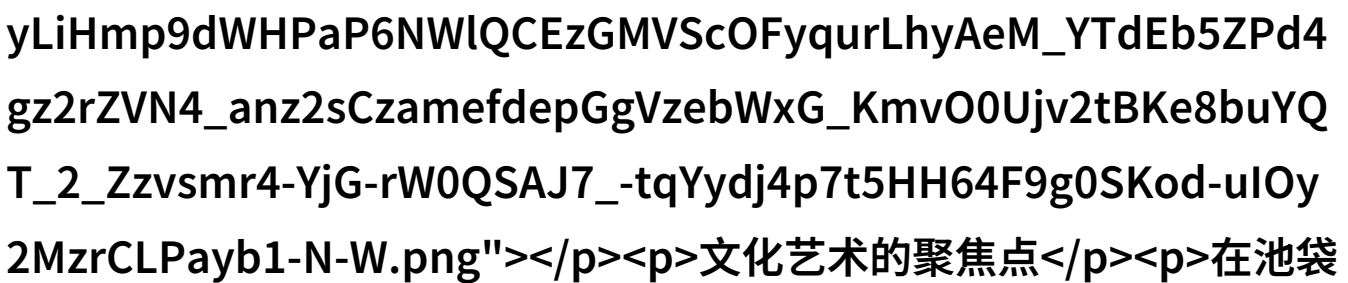 yLiHmp9dWHPaP6NWlQCEzGMVScOFyqurLhyAeM_YTdEb5ZPd4
gz2rZVN4_anz2sCzamefdepGgVzebWxG_KmvO0Ujv2tBKe8buYQ
T_2_Zzvsmr4-YjG-rW0QSAJ7_-tqYydj4p7t5HH64F9g0SKod-uIOy
2MzrCLPayb1-N-W.png"></p><p>文化艺术的聚焦点</p><p>在池袋